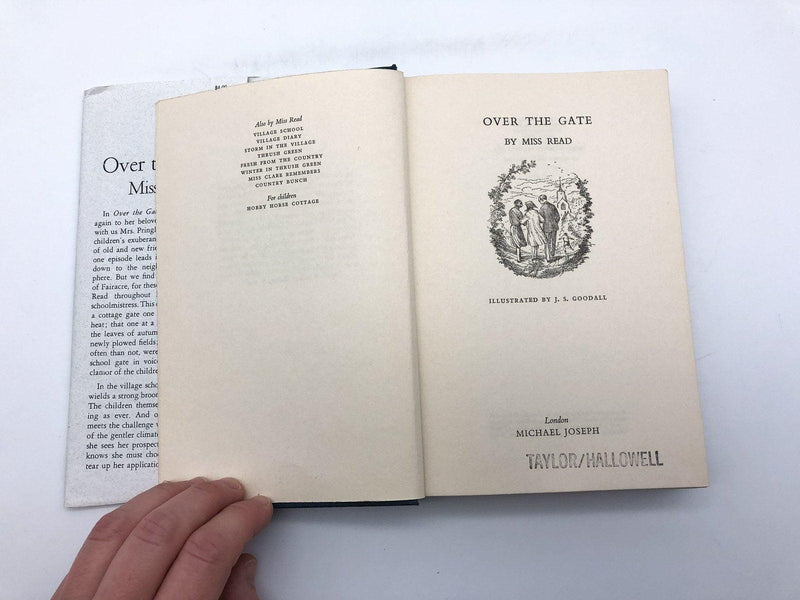 Over t
Miss
In Over the Ga
again to her belove
with us Mrs. Pringl
children's exuberan
of old and new frie
one episode leads i
down to the neigh
phere. But we find
of Fairacre, for these
Read throughout
schoolmistress. This
a cottage gate one
heat; that one at a
the leaves of autum
newly plowed fields;
often than not, were
school gate in voice
clamor of the childre
In the village scho
wields a strong broo
The children themse
ing as ever. And o
meets the challenge
of the gentler climat
she sees her prospect
knows she must choo
tear up her application
Also by Miss Read
VILLAGE SCHOOL
VILLAGE DIARY
STORM IN THE VILLAGE
THRUSH GREEN
FRESH FROM THE COUNTRY
WINTER IN THRUSH GREEN
MISS CLARE REMEMBERS
COUNTRY BUNCH
For children
HOBBY HORSE COTTAGE
OVER THE GATE
BY MISS READ
ILLUSTRATED BY J. S. GOODALL
London
MICHAEL JOSEPH
TAYLOR/HALLOWELL